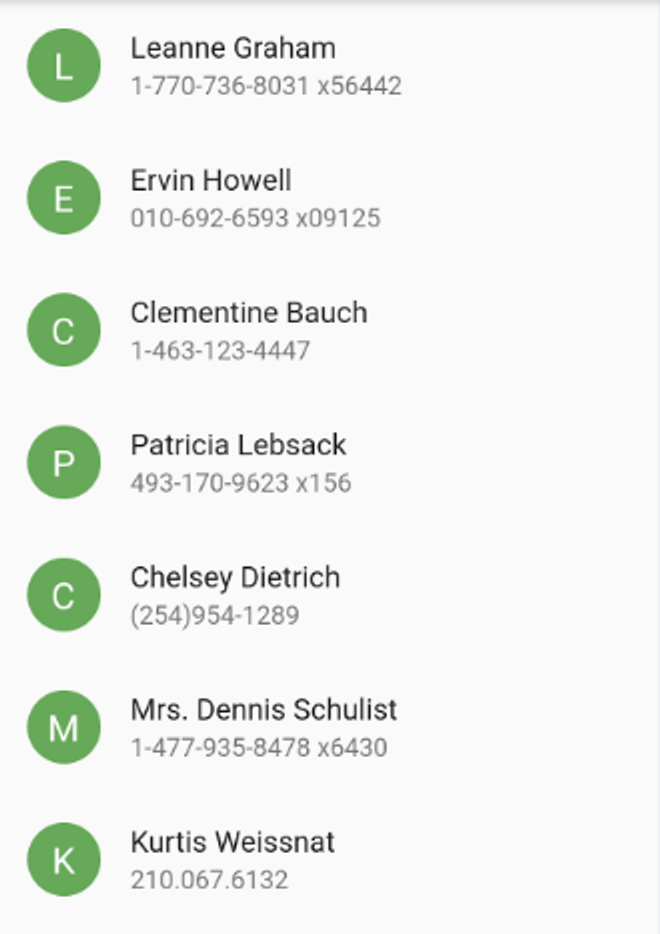 L
Leanne Graham
1-770-736-8031 x56442
E
Ervin Howell
010-692-6593 x09125
C
Clementine Bauch
1-463-123-4447
P
Patricia Lebsack
493-170-9623 x156
C
Chelsey Dietrich
(254)954-1289
M
Mrs. Dennis Schulist
1-477-935-8478 x6430
K
Kurtis Weissnat
210.067.6132